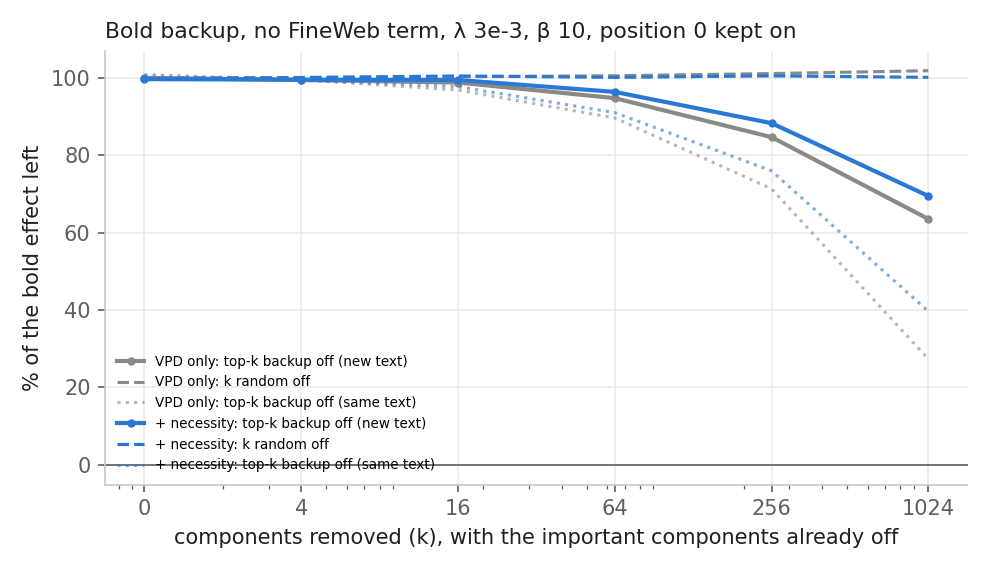 Bold backup, no FineWeb term, λ 3e-3, β 10, position 0 kept on
% of the bold effect left
100
80
60
40
20
0
VPD only: top-k backup off (new text)
VPD only: k random off
VPD only: top-k backup off (same text)
+ necessity: top-k backup off (new text)
+ necessity: k random off
+ necessity: top-k backup off (same text)
0 4 16 64 256 1024
components removed (k), with the important components already off